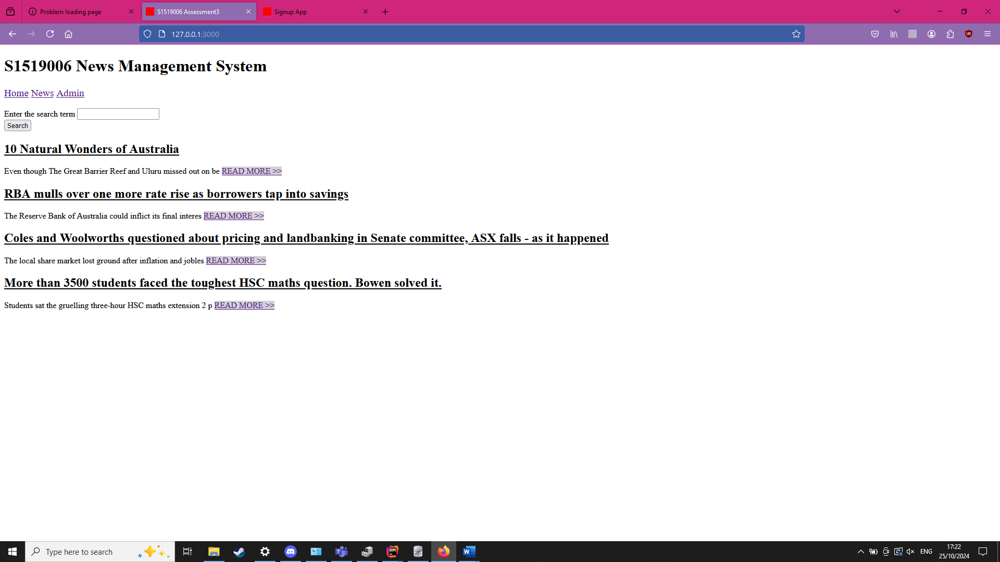 Problem loading page
S1519006 Assessment3
Signup App
127.0.0.1:3000
S1519006 News Management System
Home News Admin
Enter the search term
Search
10 Natural Wonders of Australia
Even though The Great Barrier Reef and Uluru missed out on be READ MORE >>
RBA mulls over one more rate rise as borrowers tap into savings
The Reserve Bank of Australia could inflict its final interes READ MORE >>
Coles and Woolworths questioned about pricing and landbanking in Senate committee, ASX falls - as it happened
The local share market lost ground after inflation and jobles READ MORE >>
More than 3500 students faced the toughest HSC maths question. Bowen solved it.
Students sat the gruelling three-hour HSC maths extension 2 p READ MORE >>
Type here to search
RM
ENG
17:22
25/10/2024